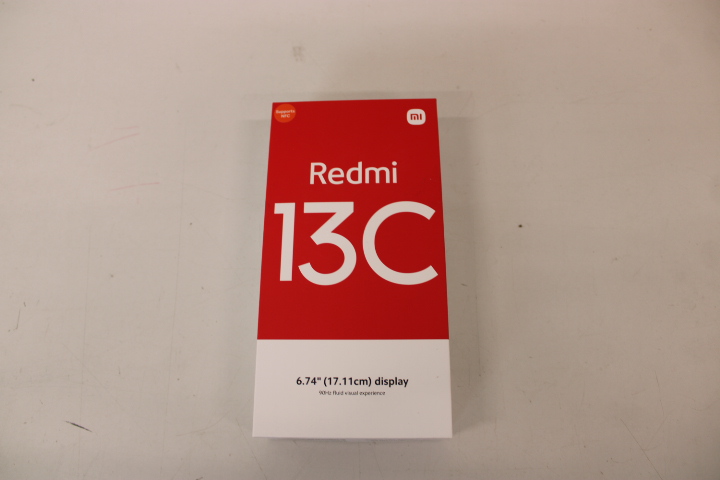 Supports
NFC
mi
Redmi
13C
6.74" (17.11cm) display
90Hz fluid visual experience